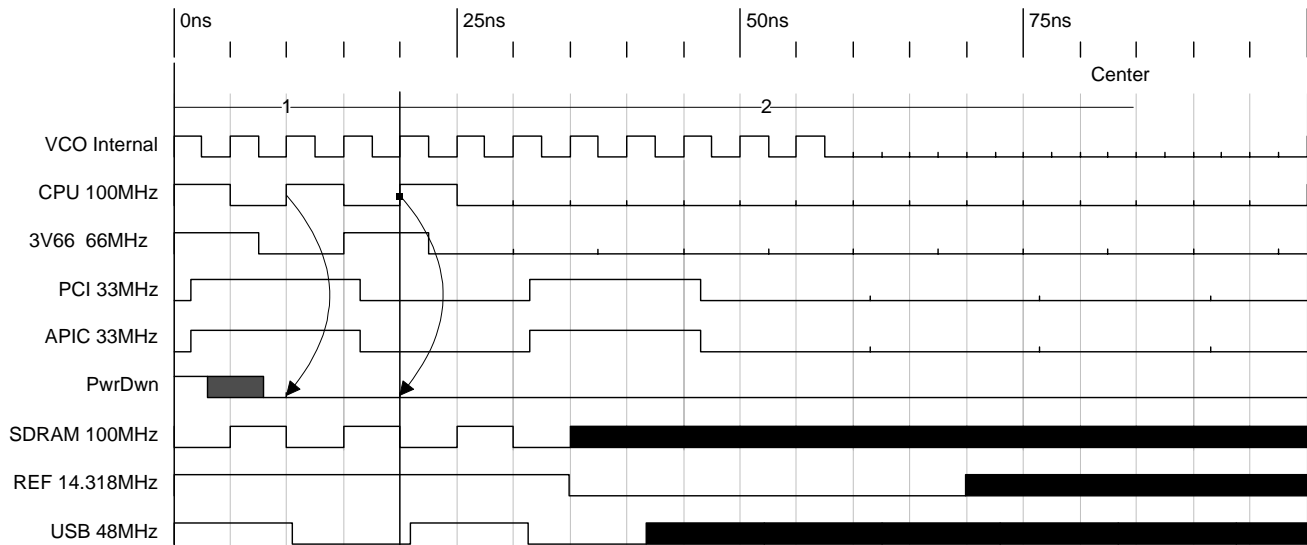 0ns 25ns 50ns 75ns
Center
1 2
VCO Internal
CPU 100MHz
3V66 66MHz
PCI 33MHz
APIC 33MHz
PwrDwn
SDRAM 100MHz
REF 14.318MHz
USB 48MHz